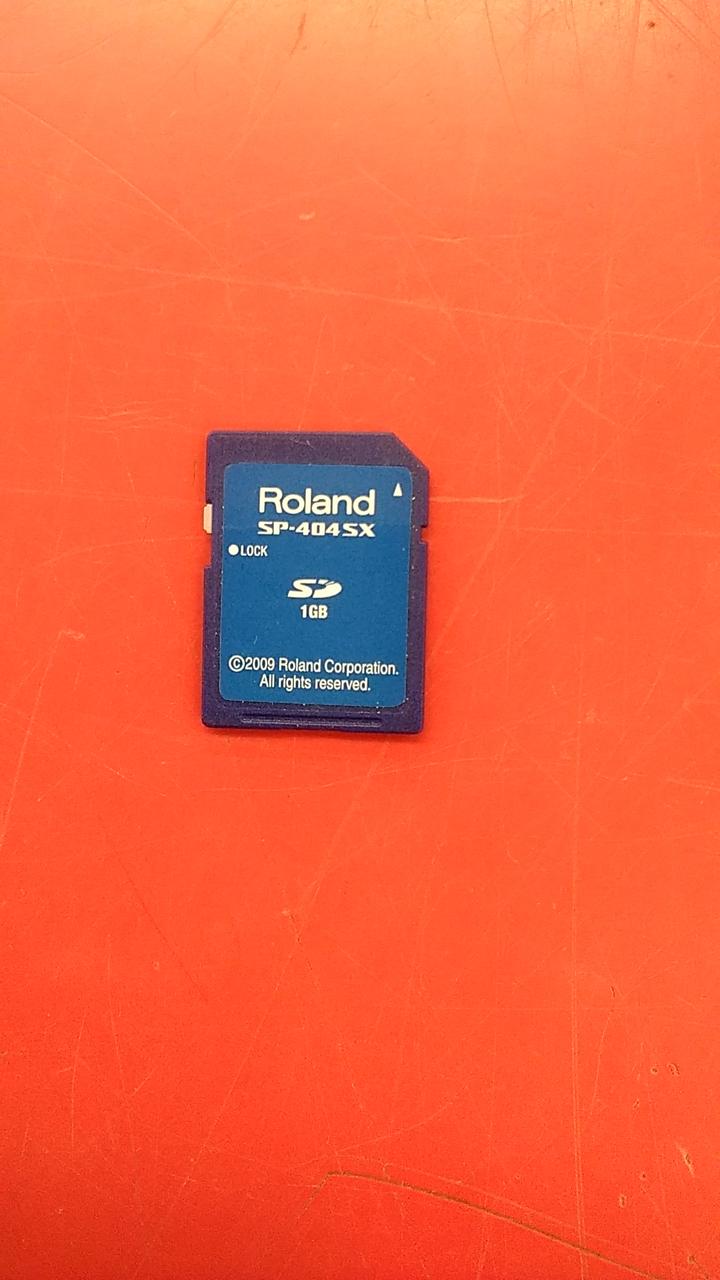 Roland
SP-404SX
LOCK
SD
1GB
©2009 Roland Corporation.
All rights reserved.